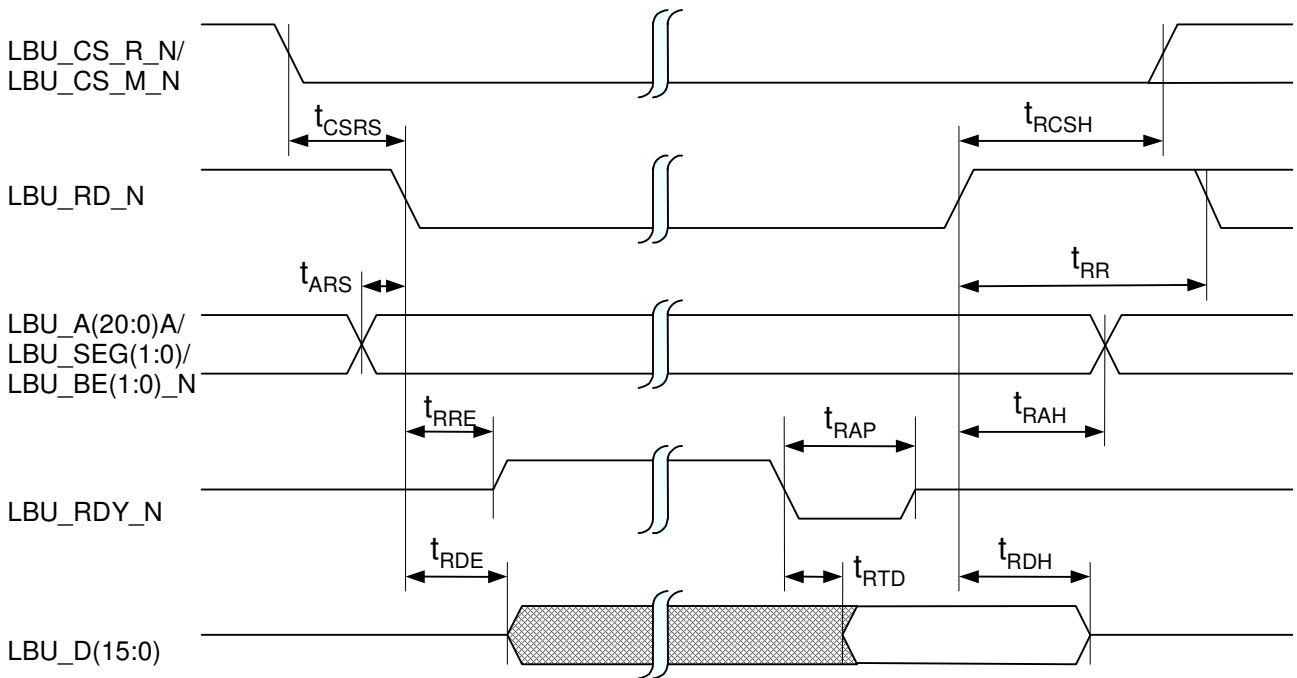 LBU_CS_R_N/
LBU_CS_M_N
tCSRS
tRCSH
LBU_RD_N
tARS
tRR
LBU_A(20:0)A/
LBU_SEG(1:0)/
LBU_BE(1:0)_N
tRRE
tRAP
tRAH
LBU_RDY_N
tRDE
tRTD
tRDH
LBU_D(15:0)